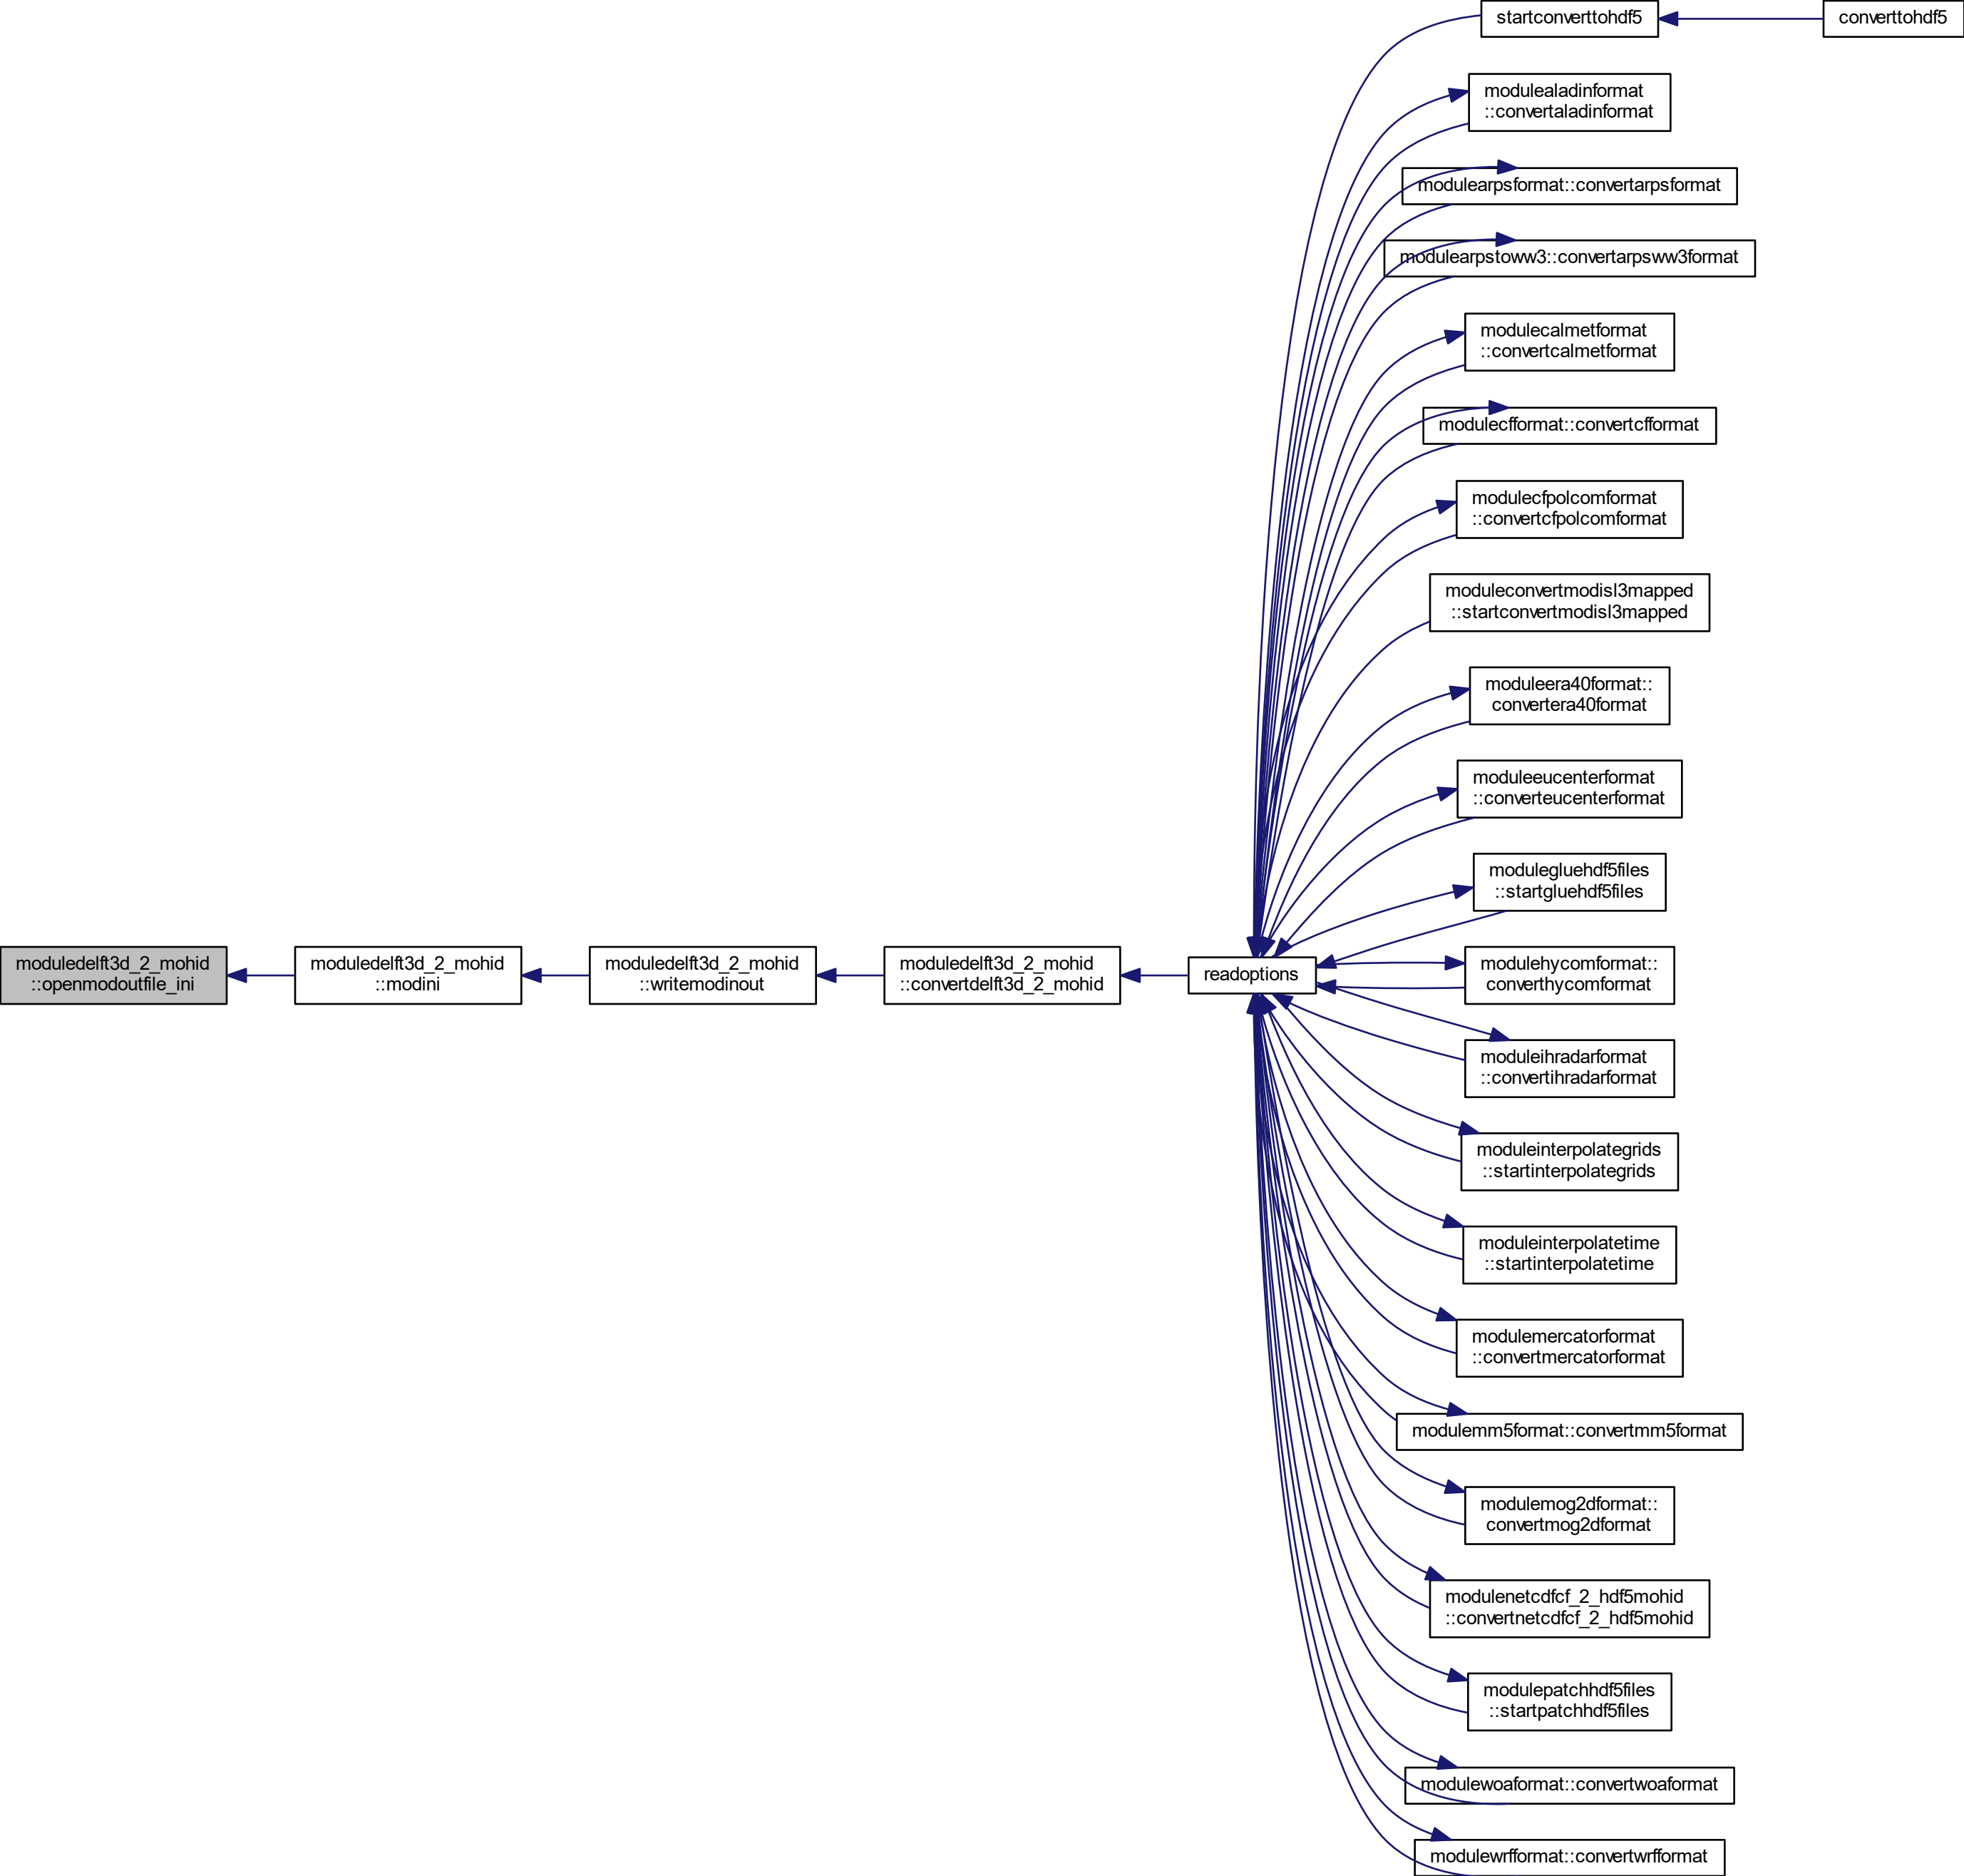 startconverttohdf5
converttohdf5
modulealadinformat
::convertaladinformat
modulearpsformat::convertarpsformat
modulearpstoww3::convertarpsww3format
modulecalmetformat
::convertcalmetformat
modulecfformat::convertcfformat
modulecfpolcomformat
::convertcfpolcomformat
moduleconvertmodisl3mapped
::startconvertmodisl3mapped
moduleera40format::
convertera40format
moduleeucenterformat
::converteucenterformat
modulegluehdf5files
::startgluehdf5files
moduledelft3d_2_mohid
::openmodoutfile_ini
moduledelft3d_2_mohid
::modini
moduledelft3d_2_mohid
::writemodinout
moduledelft3d_2_mohid
::convertdelft3d_2_mohid
readoptions
modulehycomformat::
converthycomformat
moduleihradarformat
::convertihradarformat
moduleinterpolategrids
::startinterpolategrids
moduleinterpolatetime
::startinterpolatetime
modulemercatorformat
::convertmercatorformat
modulemm5format::convertmm5format
modulemog2dformat::
convertmog2dformat
modulenetcdfcf_2_hdf5mohid
::convertnetcdfcf_2_hdf5mohid
modulepatchhdf5files
::startpatchhdf5files
modulewoaformat::convertwoaformat
modulewrfformat::convertwrfformat